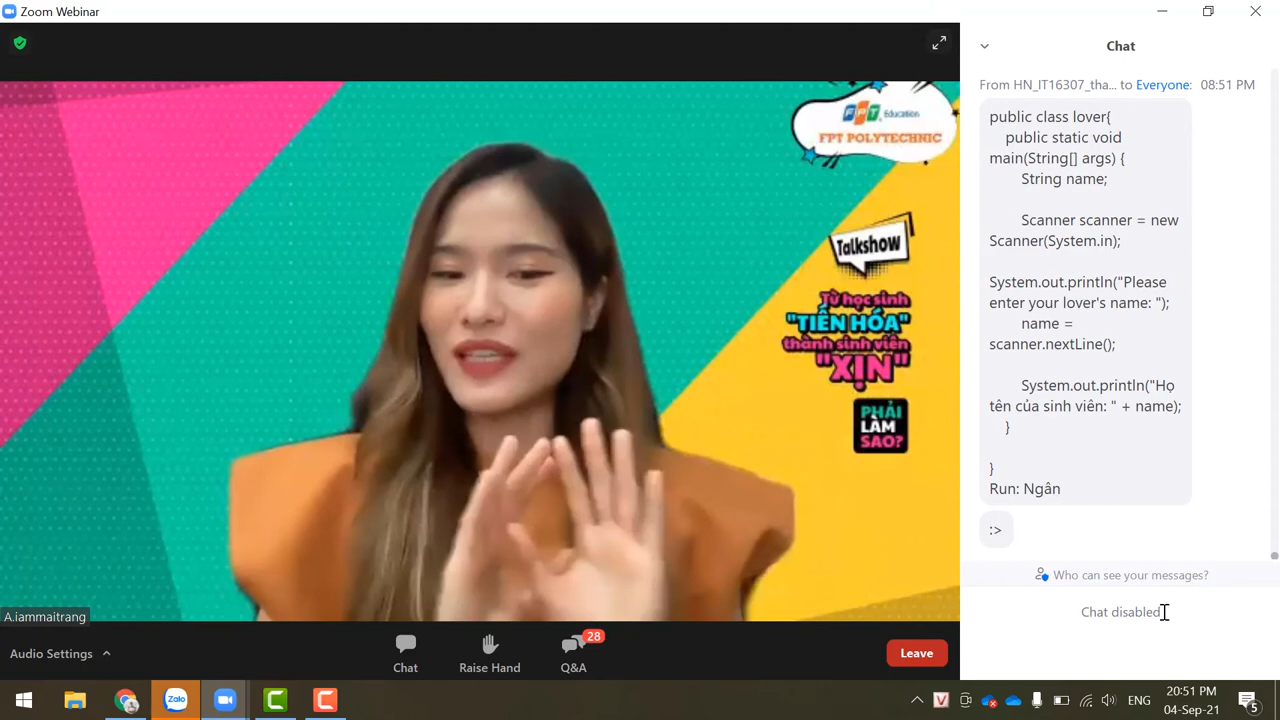 Zoom Webinar
FPT Education
FPT POLYTECHNIC
Talkshow
Từ học sinh
"TIẾN HÓA"
thành sinh viên
"XỊN"
PHẢI
LÀM
SAO?
A.iammaitrang
Audio Settings
Chat
Raise Hand
28
Q&A
Leave
Chat
From HN_IT16307_tha... to Everyone: 08:51 PM
public class lover{
public static void
main(String[] args) {
String name;
Scanner scanner = new
Scanner(System.in);
System.out.println("Please
enter your lover's name: ");
name =
scanner.nextLine();
System.out.println("Họ
tên của sinh viên: " + name);
}
}
Run: Ngân
:>
Who can see your messages?
Chat disabled
Zalo
C
C
V
ENG
20:51 PM
04-Sep-21
5